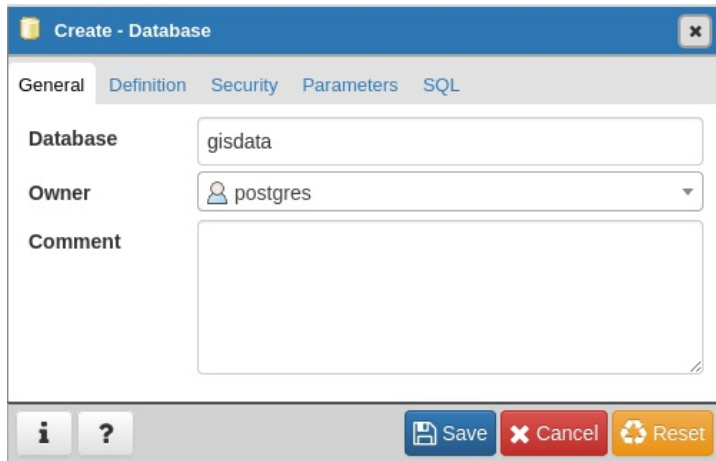 Create - Database
General Definition Security Parameters SQL
Database gisdata
Owner postgres
Comment
i ? Save Cancel Reset